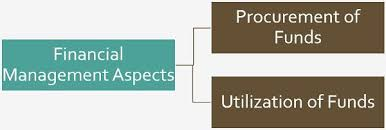 Financial
Management Aspects
Procurement of
Funds
Utilization of Funds